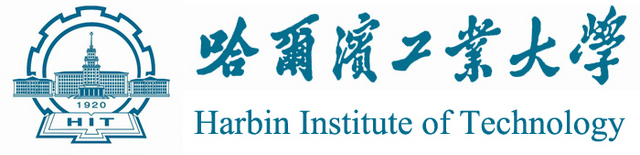 1920
HIT
哈爾濱工業大學
Harbin Institute of Technology